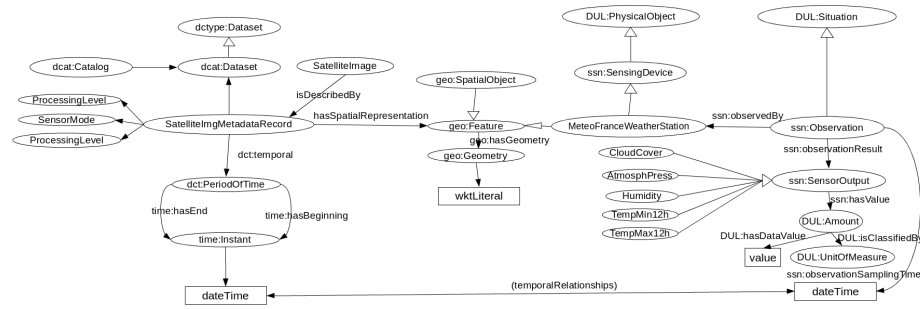 dctype:Dataset
DUL:PhysicalObject
DUL:Situation
dcat:Catalog
dcat:Dataset
SatelliteImage
geo:SpatialObject
ssn:SensingDevice
isDescribedBy
ProcessingLevel
SensorMode
ProcessingLevel
SatelliteImgMetadataRecord
hasSpatialRepresentation
geo:Feature
MeteoFranceWeatherStation
ssn:observedBy
ssn:Observation
geo:hasGeometry
ssn:observationResult
dct:temporal
geo:Geometry
CloudCover
AtmosphPress
Humidity
TempMin12h
TempMax12h
ssn:SensorOutput
dct:PeriodOfTime
wktLiteral
ssn:hasValue
time:hasEnd
time:hasBeginning
DUL:Amount
time:Instant
DUL:hasDataValue
DUL:isClassifiedBy
value
DUL:UnitOfMeasure
ssn:observationSamplingTime
dateTime
(temporalRelationships)
dateTime